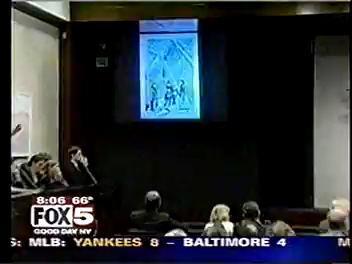 8:06 66°
FOX 5
GOOD DAY NY
S: MLB: YANKEES 8 - BALTIMORE 4 M